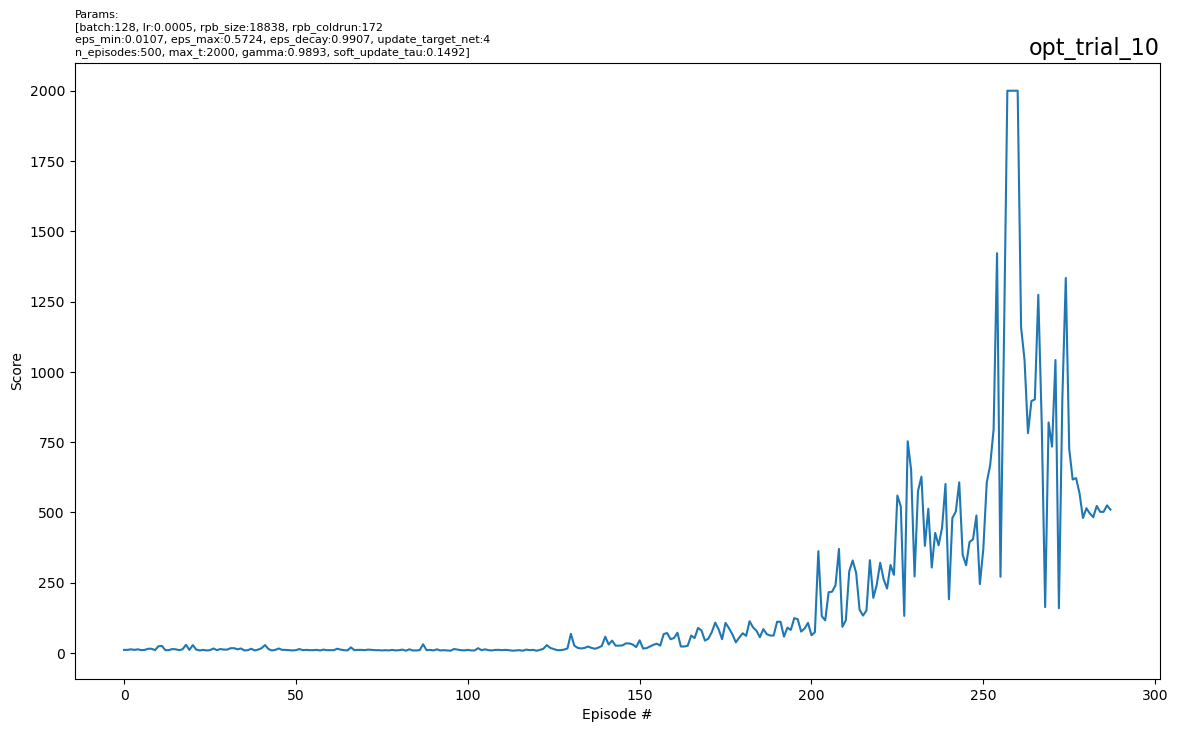 Params:
[batch:128, lr:0.0005, rpb_size:18838, rpb_coldrun:172
eps_min:0.0107, eps_max:0.5724, eps_decay:0.9907, update_target_net:4
n_episodes:500, max_t:2000, gamma:0.9893, soft_update_tau:0.1492]
opt_trial_10
2000
1750
1500
1250
1000
750
500
250
0
Score
0 50 100 150 200 250 300
Episode #